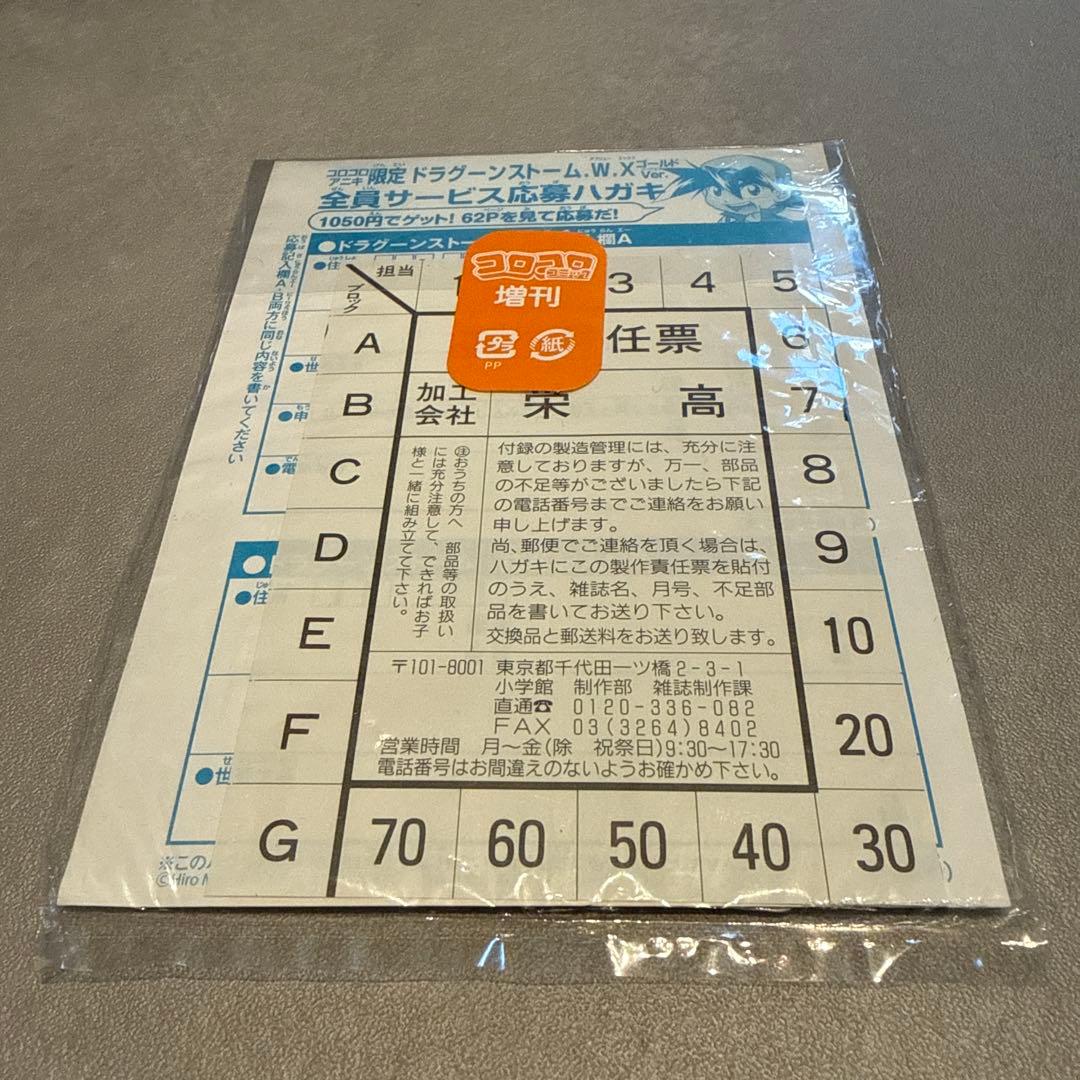 コロコロアニキ限定 ドラグーンストーム.W.XゴールドVer.
全員サービス応募ハガキ
1050円でゲット! 62Pを見て応募だ!
●ドラグーンスト
欄A
応募記入欄A・B両方に同じ内容を書いてください
●住
●世
●申
●電
●住
●世
コロコロコミック
増刊
プラ
紙
PP
担当
ブロック
3
4
5
A
任票
6
B
加工会社
栄 高
7
C
8
D
9
E
10
F
20
G
70
60
50
40
30
㊟おうちの方へ 部品等の取扱い
には充分注意して、できればお子
様と一緒に組み立て下さい。
付録の製造管理には、充分に注
意しておりますが、万一、部品
の不足等がございましたら下記
の電話番号までご連絡をお願い
申し上げます。
尚、郵便でご連絡を頂く場合は、
ハガキにこの製作責任票を貼付
のうえ、雑誌名、月号、不足部
品を書いてお送り下さい。
交換品と郵送料をお送り致します。
〒101-8001 東京都千代田一ツ橋2-3-1
小学館 制作部 雑誌制作課
直通☎ 0120-336-082
FAX 03(3264)8402
営業時間 月～金(除 祝祭日)9:30～17:30
電話番号はお間違えのないようお確かめ下さい。
※この
©Hiro M